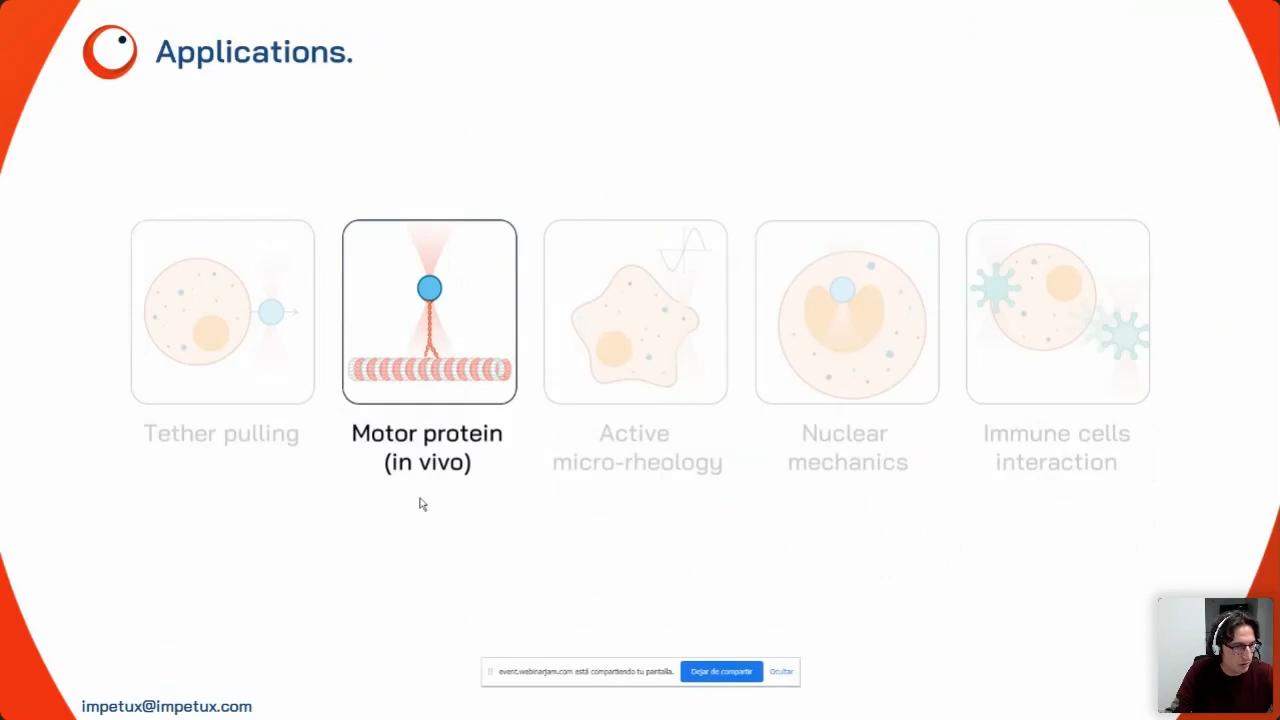 Applications.
Tether pulling
Motor protein
(in vivo)
Active
micro-rheology
Nuclear
mechanics
Immune cells
interaction
event.webinarjam.com está compartiendo tu pantalla.
Dejar de compartir
Ocultar
impetux@impetux.com